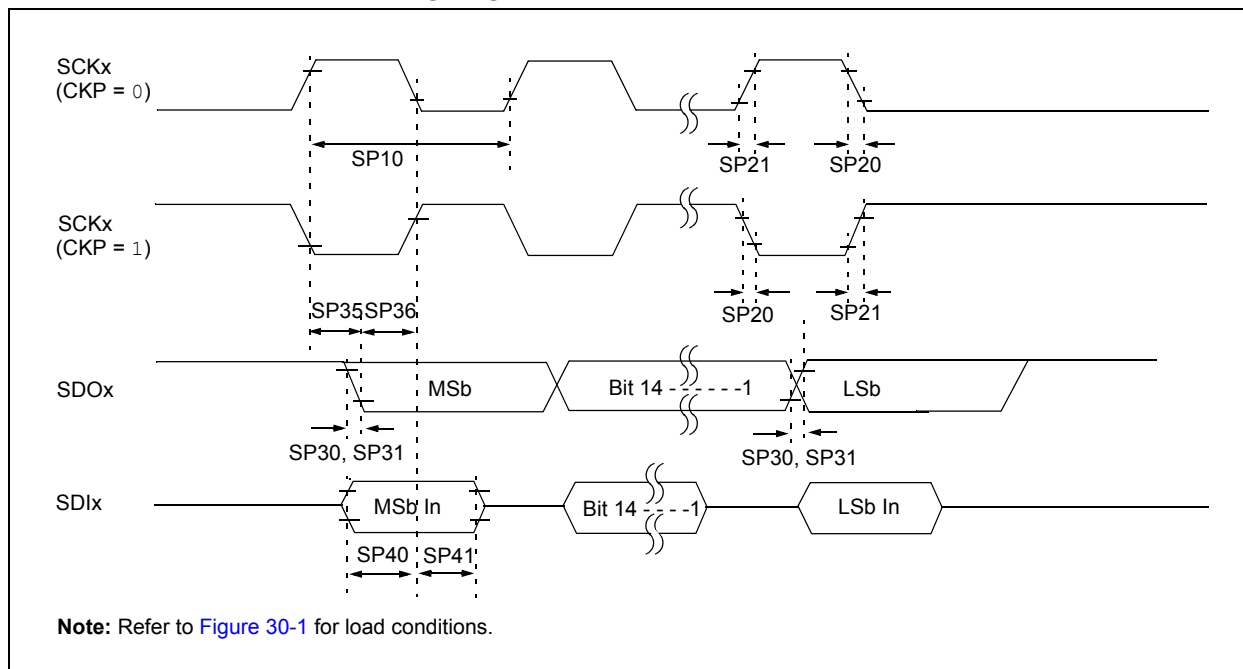 SCKx
(CKP = 0)
SP10
SP21
SP20
SCKx
(CKP = 1)
SP35
SP36
SP20
SP21
SDOx
MSb
Bit 14 - - - - - -1
LSb
SP30, SP31
SP30, SP31
SDIx
MSb In
Bit 14 - - - -1
LSb In
SP40
SP41
Note: Refer to Figure 30-1 for load conditions.